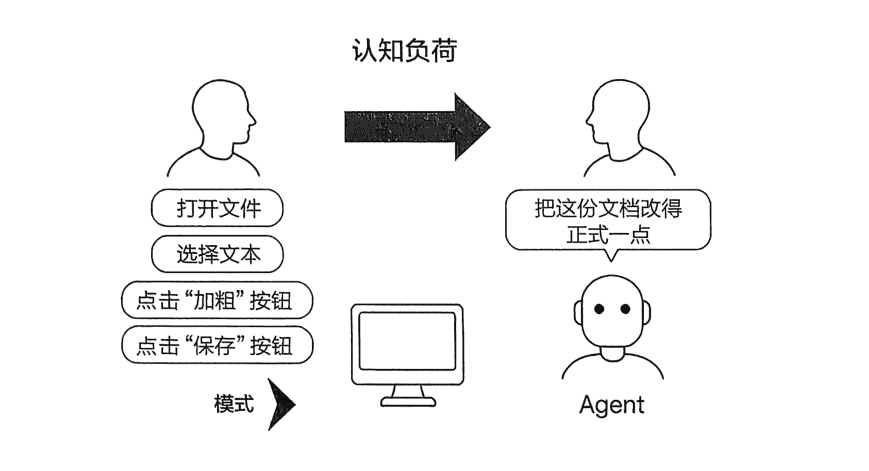 认知负荷
打开文件
选择文本
点击“加粗”按钮
点击“保存”按钮
模式
把这份文档改得
正式一点
Agent